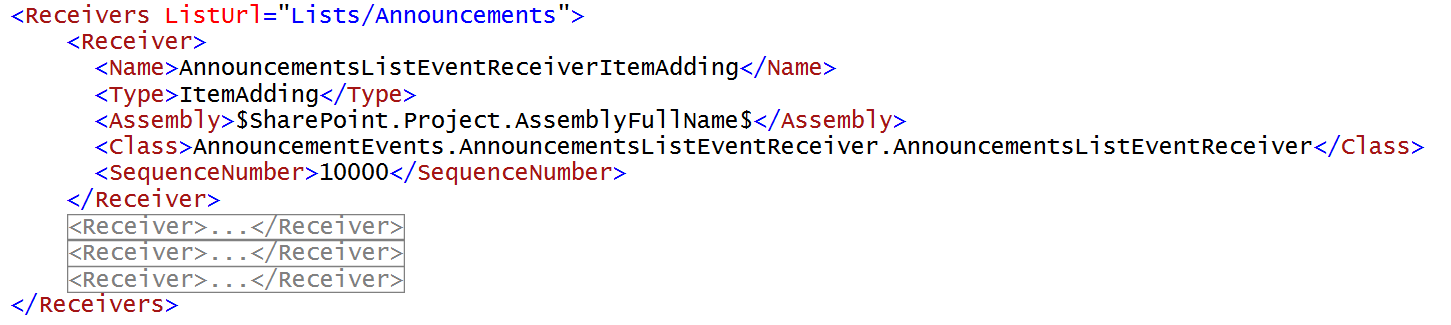 <Receivers ListUrl="Lists/Announcements">
<Receiver>
<Name>AnnouncementsListEventReceiverItemAdding</Name>
<Type>ItemAdding</Type>
<Assembly>$SharePoint.Project.AssemblyFullName$</Assembly>
<Class>AnnouncementEvents.AnnouncementsListEventReceiver.AnnouncementsListEventReceiver</Class>
<SequenceNumber>10000</SequenceNumber>
</Receiver>
<Receiver>...</Receiver>
<Receiver>...</Receiver>
<Receiver>...</Receiver>
</Receivers>